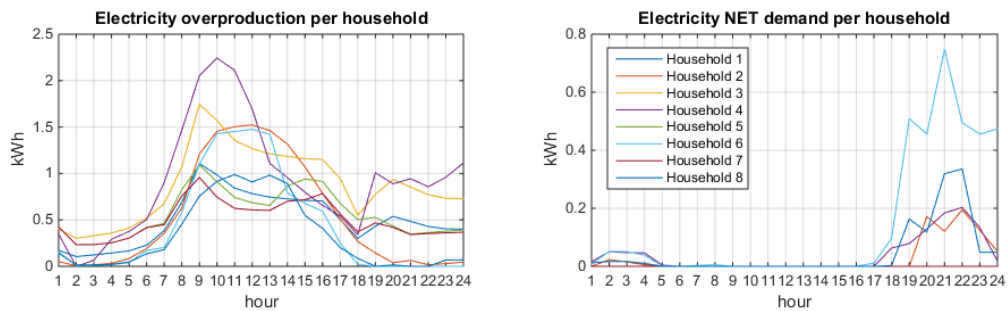 Electricity overproduction per household
2.5
2
1.5
1
0.5
0
kWh
1 2 3 4 5 6 7 8 9 10 11 12 13 14 15 16 17 18 19 20 21 22 23 24
hour
Electricity NET demand per household
0.8
0.6
0.4
0.2
0
kWh
Household 1
Household 2
Household 3
Household 4
Household 5
Household 6
Household 7
Household 8
1 2 3 4 5 6 7 8 9 10 11 12 13 14 15 16 17 18 19 20 21 22 23 24
hour